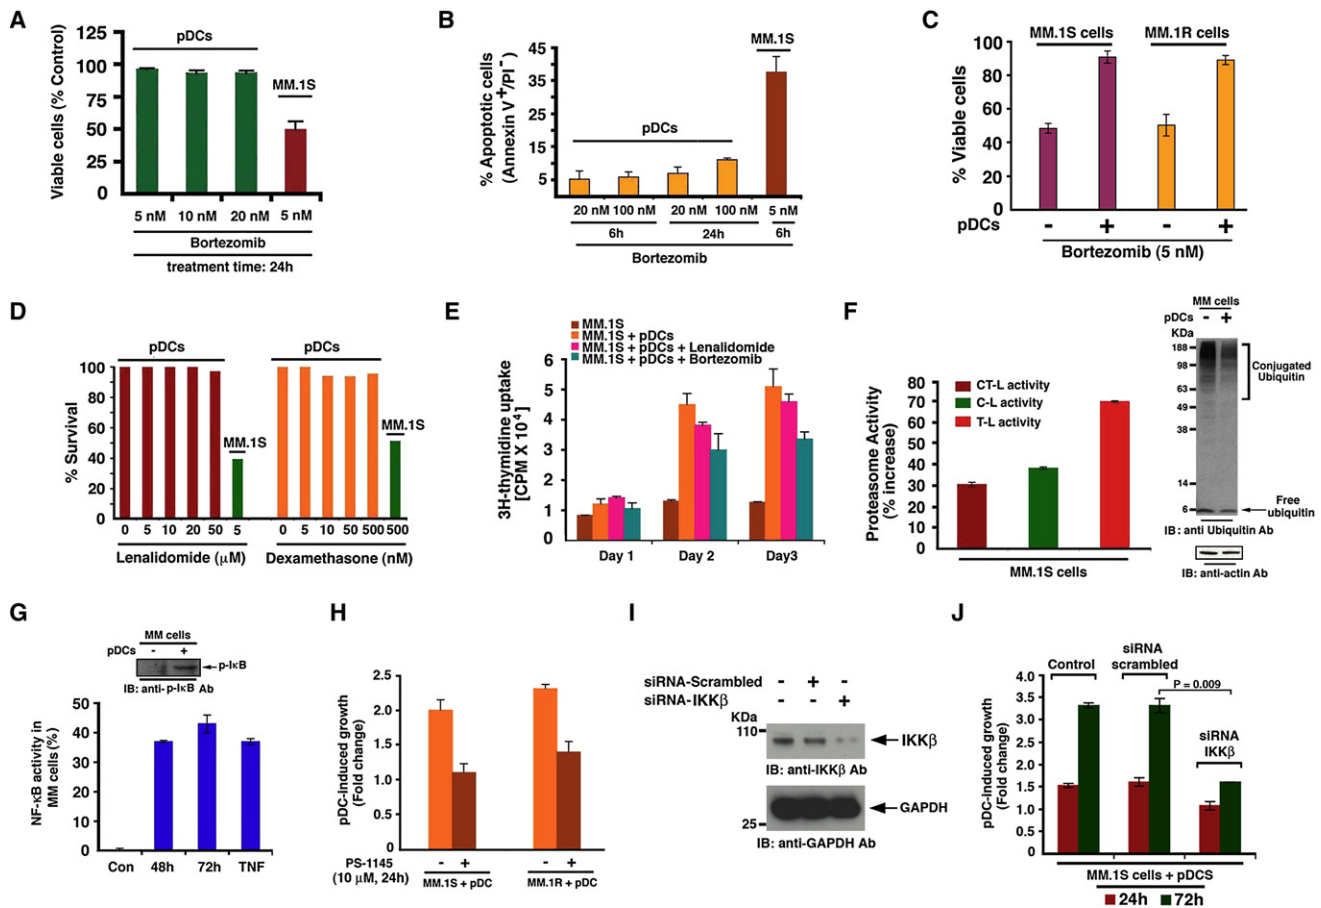 A
Viable cells (% Control)
125
100
75
50
25
0
pDCs
MM.1S
5 nM 10 nM 20 nM 5 nM
Bortezomib
treatment time: 24h
B
% Apoptotic cells
(Annexin V+/PI-)
45
35
25
15
5
MM.1S
pDCs
20 nM 100 nM 20 nM 100 nM 5 nM
6h 24h 6h
Bortezomib
C
% Viable cells
MM.1S cells MM.1R cells
100
80
60
40
20
0
pDCs - + - +
Bortezomib (5 nM)
D
% Survival
pDCs pDCs
100
80
60
40
20
0
MM.1S MM.1S
0 5 10 20 50 5 0 5 10 50 500 500
Lenalidomide (μM) Dexamethasone (nM)
E
MM.1S
MM.1S + pDCs
MM.1S + pDCs + Lenalidomide
MM.1S + pDCs + Bortezomib
3H-thymidine uptake
[CPM X 10⁴]
6
5
4
3
2
1
0
Day 1 Day 2 Day3
F
Proteasome Activity
(% increase)
80
70
60
50
40
30
20
10
0
CT-L activity
C-L activity
T-L activity
MM.1S cells
MM cells
pDCs - +
KDa
188
98
63
49
38
14
6
Conjugated
Ubiquitin
Free
ubiquitin
IB: anti Ubiquitin Ab
IB: anti-actin Ab
G
MM cells
pDCs - +
p-IκB
IB: anti-p-IκB Ab
NF-κB activity in
MM cells (%)
50
40
30
20
10
0
Con 48h 72h TNF
H
pDC-induced growth
(Fold change)
2.5
2.0
1.5
1.0
0.5
0
PS-1145 - + - +
(10 μM, 24h)
MM.1S + pDC MM.1R + pDC
I
siRNA-Scrambled - + -
siRNA-IKKβ - - +
KDa
110
IKKβ
IB: anti-IKKβ Ab
GAPDH
25
IB: anti-GAPDH Ab
J
pDC-induced growth
(Fold change)
Control
siRNA
scrambled
P = 0.009
siRNA
IKKβ
4.0
3.5
3.0
2.5
2.0
1.5
1.0
0.5
0
MM.1S cells + pDCS
24h 72h